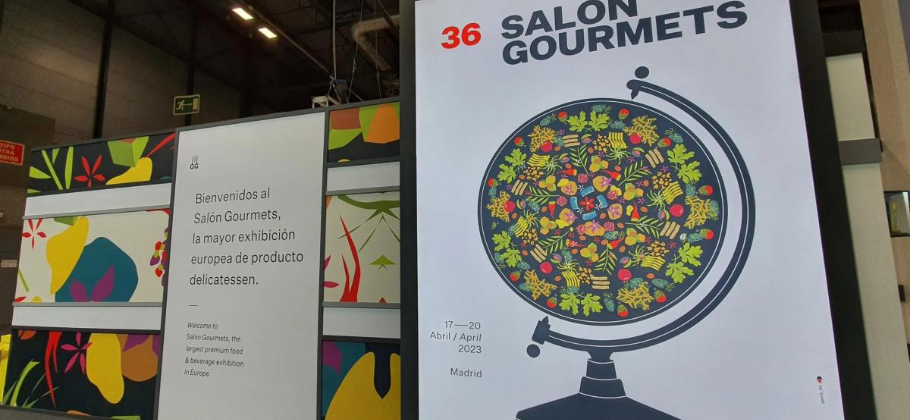 36 SALÓN
GOURMETS
17—20
Abril / April
2023
Madrid
Bienvenidos al
Salón Gourmets,
la mayor exhibición
europea de producto
delicatessen.
Welcome to
Salon Gourmets, the
largest premium food
& beverage exhibition
in Europe.